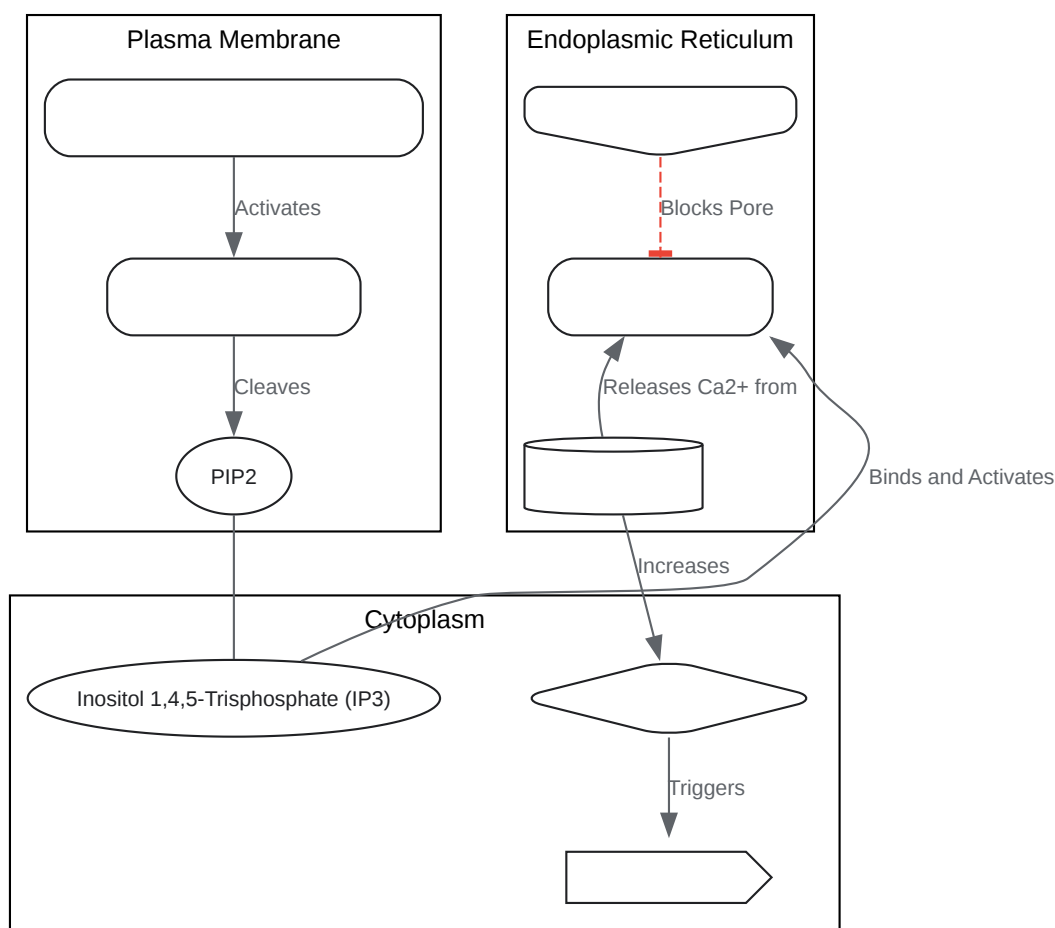 Plasma Membrane
Endoplasmic Reticulum
Activates
Blocks Pore
Cleaves
Releases Ca2+ from
PIP2
Binds and Activates
Increases
Cytoplasm
Inositol 1,4,5-Trisphosphate (IP3)
Triggers